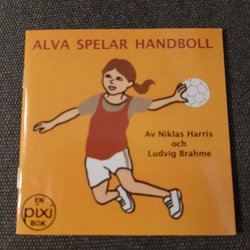 ALVA SPELAR HANDBOLL
Av Niklas Harris
och
Ludvig Brahme
EN
pixi
BOK